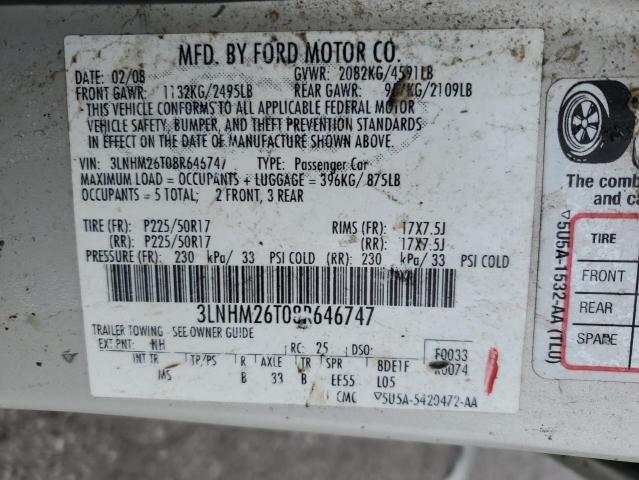 MFD. BY FORD MOTOR CO.
DATE: 02/08
GVWR: 2082KG/4591LB
FRONT GAWR: 1132KG/2495LB
REAR GAWR: KG/2109LB
THIS VEHICLE CONFORMS TO ALL APPLICABLE FEDERAL MOTOR
VEHICLE SAFETY, BUMPER, AND THEFT PREVENTION STANDARDS
IN EFFECT ON THE DATE OF MANUFACTURE SHOWN ABOVE.
VIN: 3LNHM26T08R646747
TYPE: Passenger Car
MAXIMUM LOAD = OCCUPANTS + LUGGAGE = 396KG/ 875LB
OCCUPANTS = 5 TOTAL; 2 FRONT, 3 REAR
TIRE (FR): P225/50R17 RIMS (FR): 17X7.5J
(RR): P225/50R17 (RR): 17X7.5J
PRESSURE (FR): 230 kPa/ 33 PSI COLD (RR): 230 kPa/ 33 PSI COLD
3LNHM26T08R646747
TRAILER TOWING - SEE OWNER GUIDE
EXT PNT: NH RC: 25 DSO: F0033
INT TR TP/PS R AXLE TR SPR 8DE1F R0074
MS B 33 B EF55 L05
CMC ▽5U5A-5420472-AA
▽5U5A-1532-AA (TLU)
The comb
and ca
TIRE
FRONT
REAR
SPARE